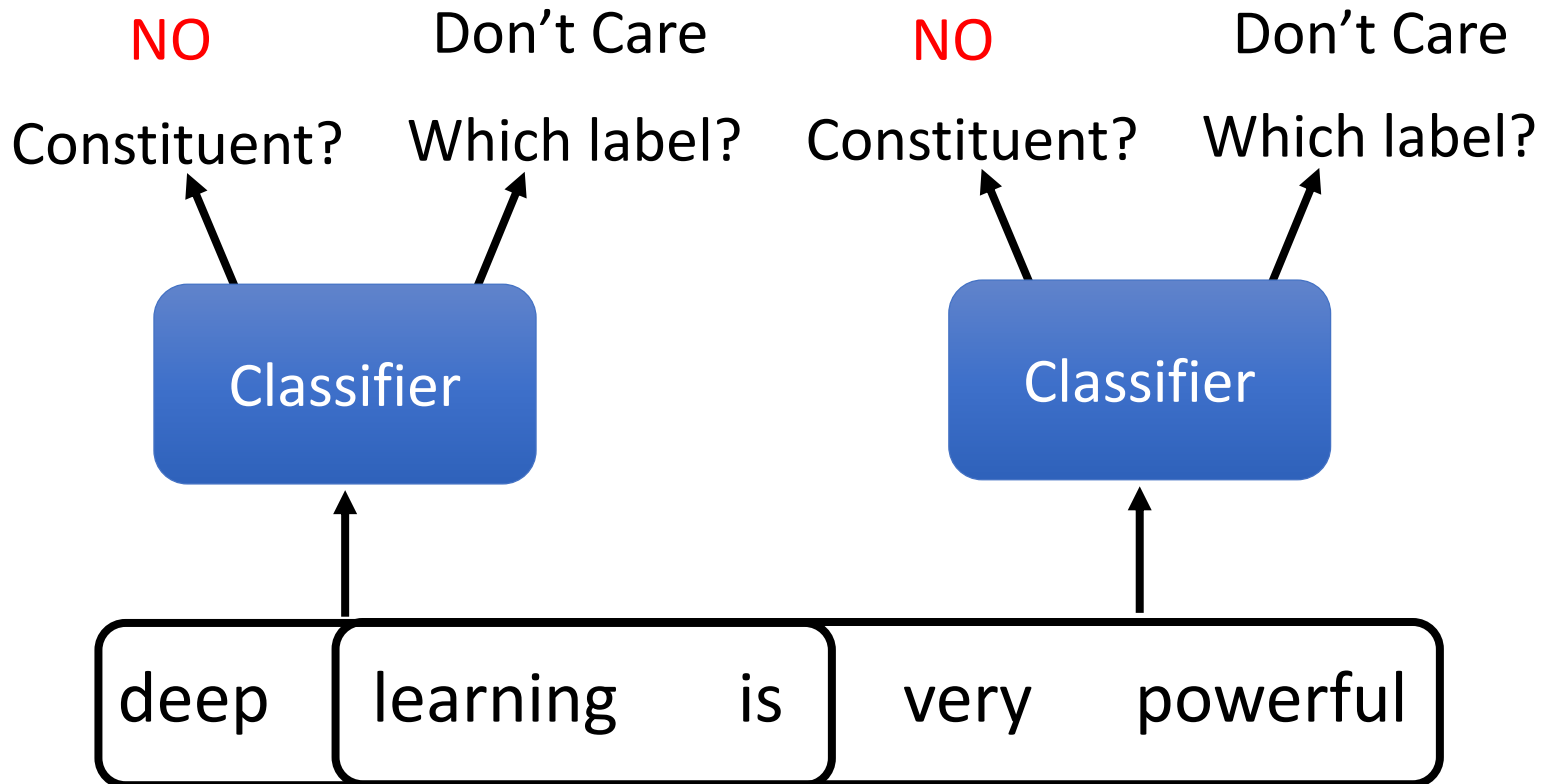 NO Don’t Care NO Don’t Care
Constituent? Which label? Constituent? Which label?
Classifier Classifier
deep learning is very powerful